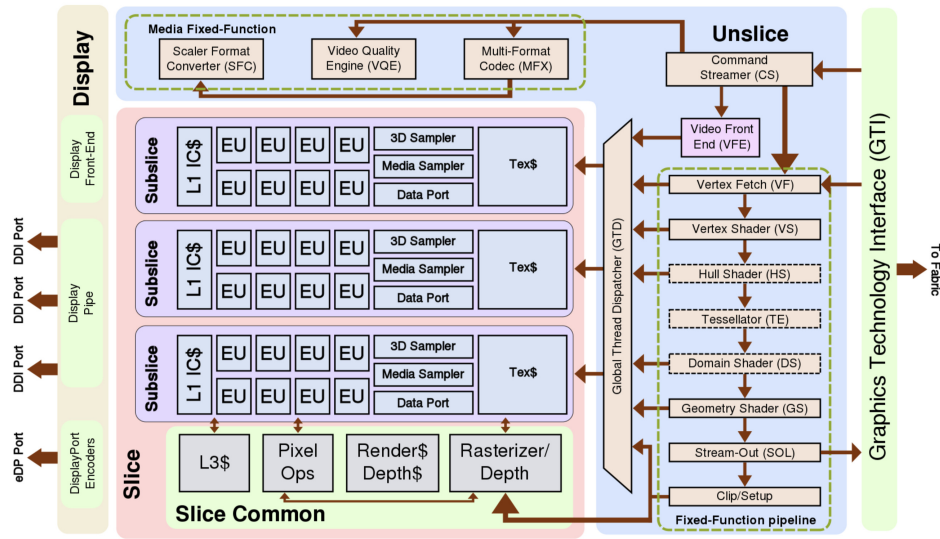 Display
Display
Front-End
Display
Pipe
DisplayPort
Encoders
DDI Port
DDI Port
DDI Port
eDP Port
Media Fixed-Function
Scaler Format
Converter (SFC)
Video Quality
Engine (VQE)
Multi-Format
Codec (MFX)
Unslice
Command
Streamer (CS)
Video Front
End (VFE)
Vertex Fetch (VF)
Vertex Shader (VS)
Hull Shader (HS)
Tessellator (TE)
Domain Shader (DS)
Geometry Shader (GS)
Stream-Out (SOL)
Clip/Setup
Fixed-Function pipeline
Global Thread Dispatcher (GTD)
Graphics Technology Interface (GTI)
To Fabric
Slice
Subslice
L1 IC$
EU EU EU EU
EU EU EU EU
3D Sampler
Media Sampler
Data Port
Tex$
Subslice
L1 IC$
EU EU EU EU
EU EU EU EU
3D Sampler
Media Sampler
Data Port
Tex$
Subslice
L1 IC$
EU EU EU EU
EU EU EU EU
3D Sampler
Media Sampler
Data Port
Tex$
L3$
Pixel
Ops
Render$
Depth$
Rasterizer/
Depth
Slice Common